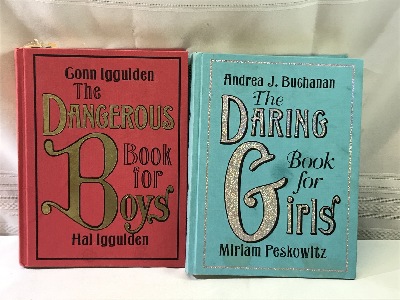 Conn Iggulden
The
DANGEROUS
Book
for
Boys
Hal Iggulden
Andrea J. Buchanan
The
DARING
Book
for
Girls
Miriam Peskowitz